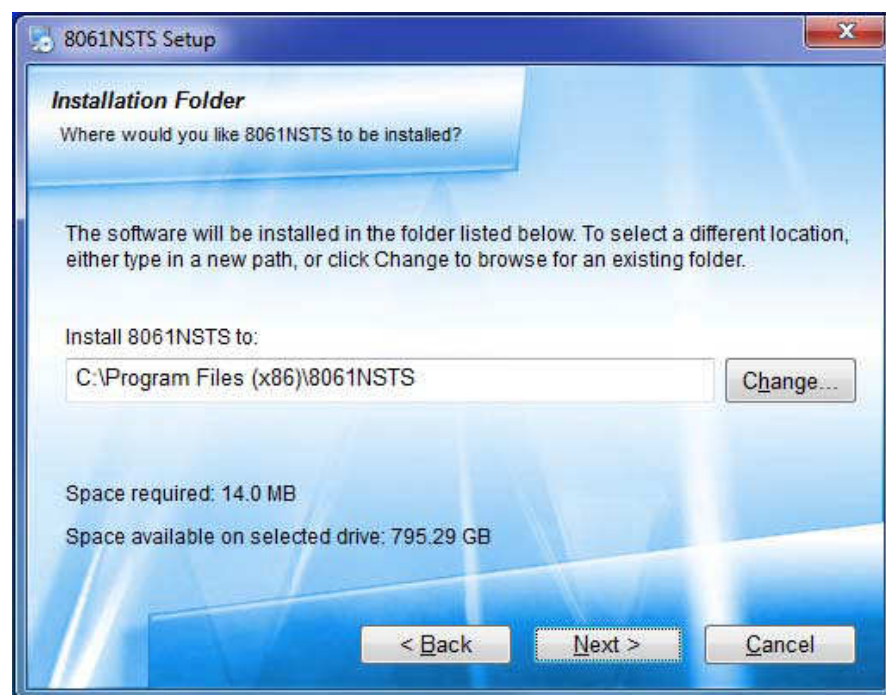 8061NSTS Setup
Installation Folder
Where would you like 8061NSTS to be installed?
The software will be installed in the folder listed below. To select a different location,
either type in a new path, or click Change to browse for an existing folder.
Install 8061NSTS to:
C:\Program Files (x86)\8061NSTS
Change...
Space required: 14.0 MB
Space available on selected drive: 795.29 GB
< Back
Next >
Cancel